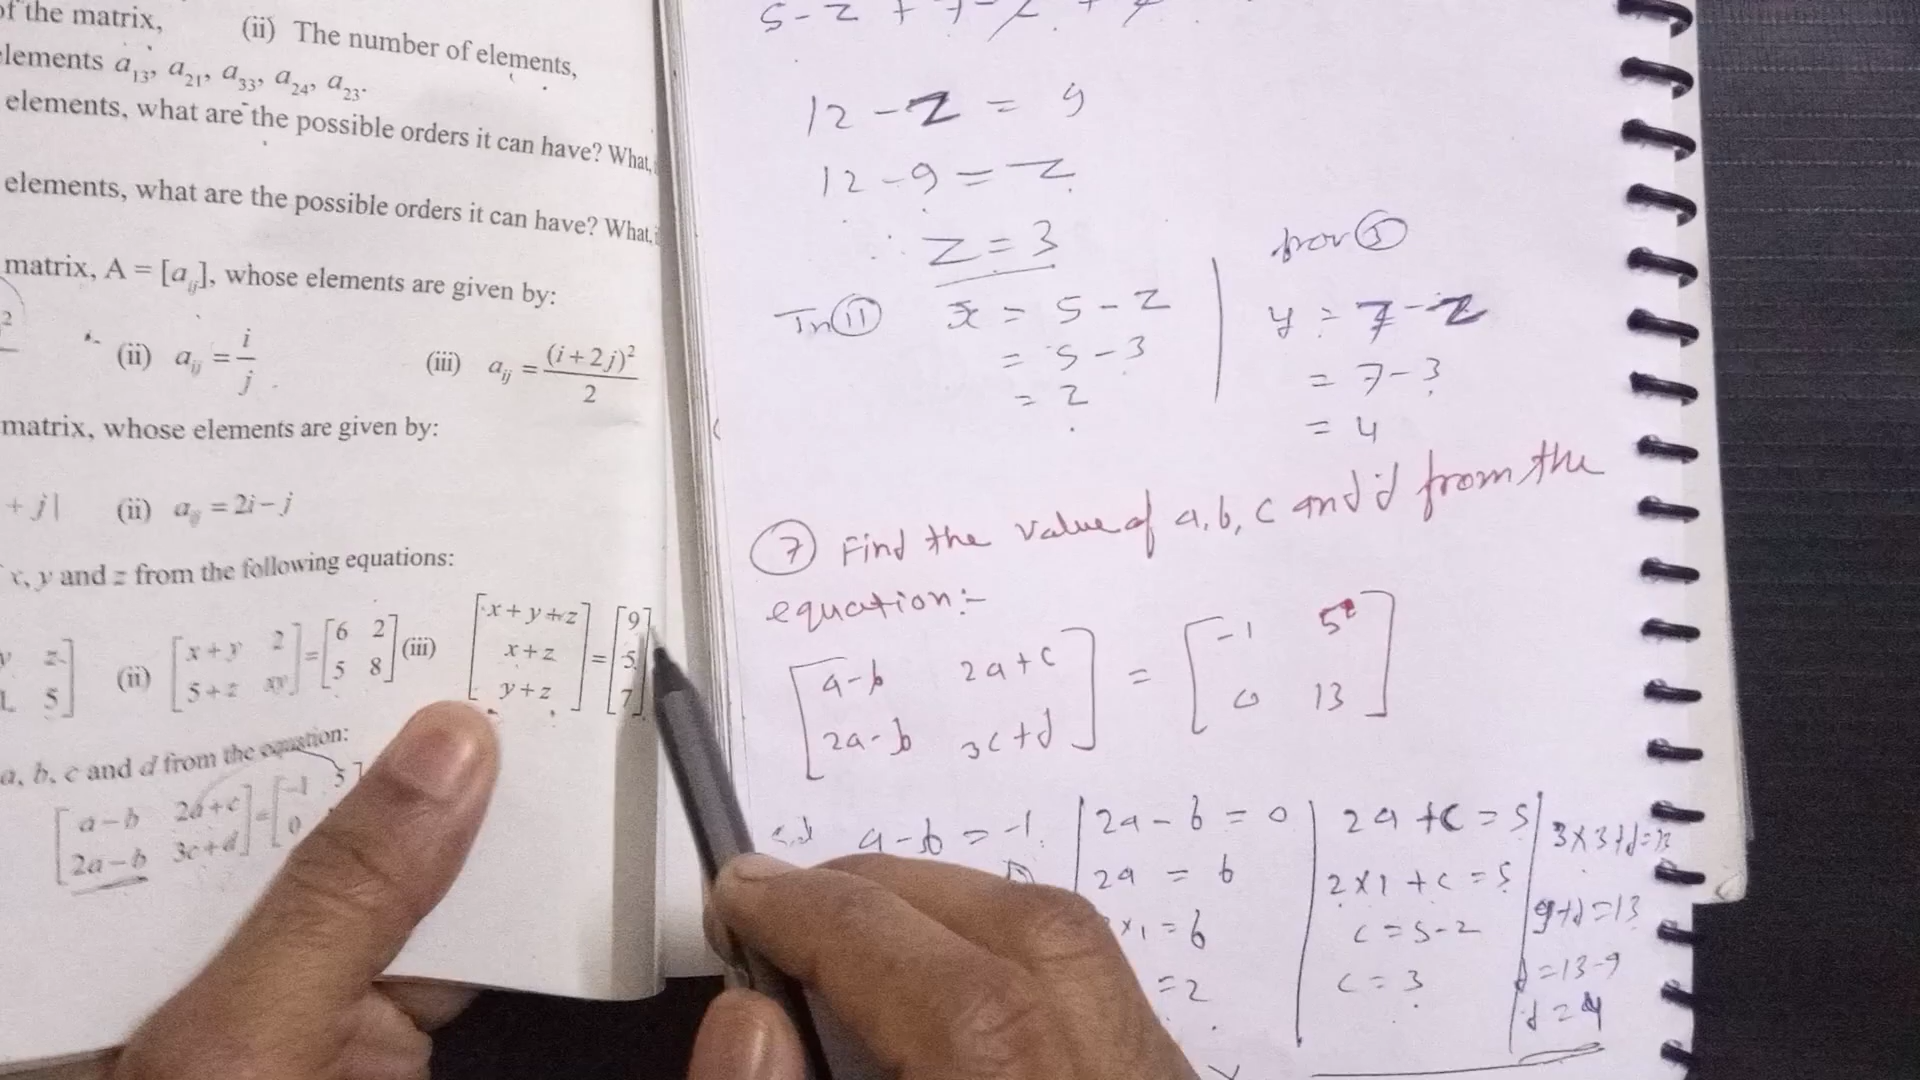 of the matrix, (ii) The number of elements,
elements a13, a21, a33, a24, a23.
elements, what are the possible orders it can have? What,
elements, what are the possible orders it can have? What,
matrix, A = [aij], whose elements are given by:
(ii) aij = i/j (iii) aij = (i+2j)²/2
matrix, whose elements are given by:
+ j| (ii) aij = 2i – j
x, y and z from the following equations:
z 5 (ii) [x+y 2 5+z xy] = [6 2 5 8] (iii) [x+y+z x+z y+z] = [9 5 7]
a, b, c and d from the equation:
[a–b 2a+c 2a–b 3c+d] = [–1 5 0
5-z + 7-z + z
12 - z = 9
12 - 9 = z
z = 3
In (ii) x = 5 - z
= 5 - 3
= 2
y = 7 - z
= 7 - 3
= 4
(7) Find the value of a, b, c and d from the
equation:-
[a-b 2a+c 2a-b 3c+d] = [-1 5 0 13]
a-b = -1
2a - b = 0
2a = b
x1 = b
= 2
2a + c = 5
2x1 + c = 5
c = 5-2
c = 3
3x3+d=13
9+d=13
d=13-9
d=4